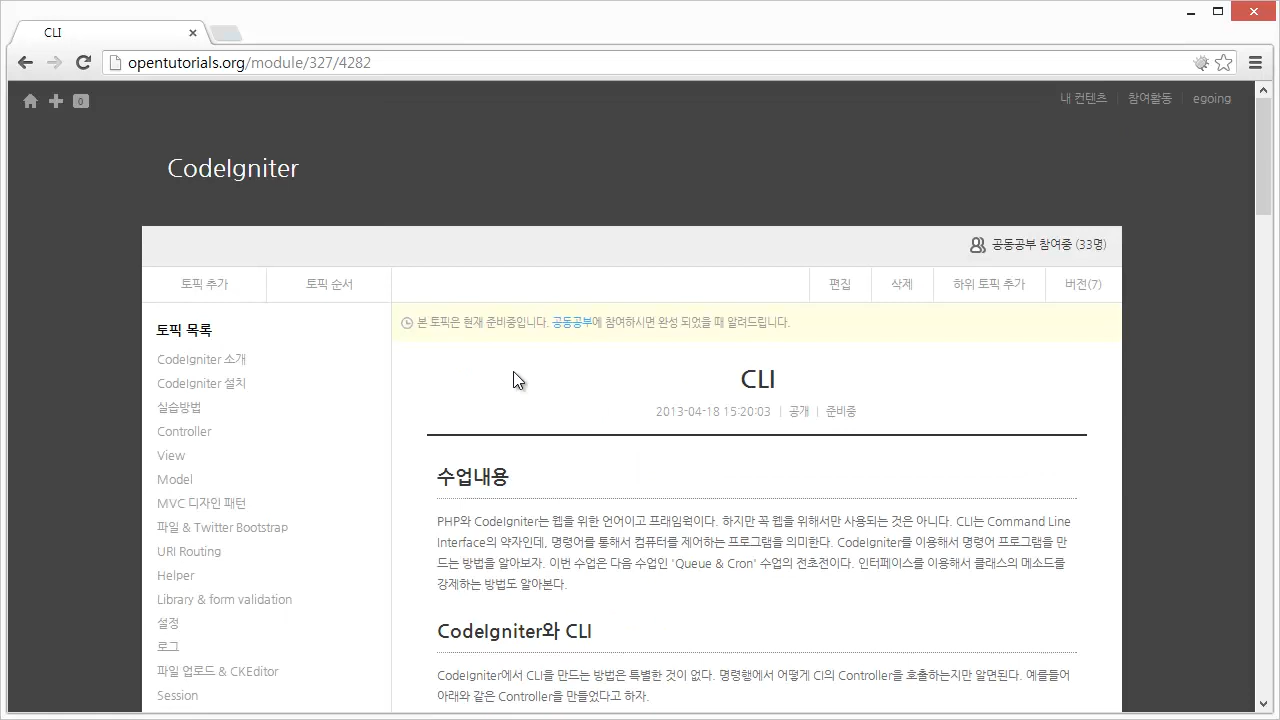 CLI
opentutorials.org/module/327/4282
0
내 컨텐츠
참여활동
egoing
CodeIgniter
공동공부 참여중 (33명)
토픽 추가
토픽 순서
편집
삭제
하위 토픽 추가
버전(7)
토픽 목록
CodeIgniter 소개
CodeIgniter 설치
실습방법
Controller
View
Model
MVC 디자인 패턴
파일 & Twitter Bootstrap
URI Routing
Helper
Library & form validation
설정
로그
파일 업로드 & CKEditor
Session
본 토픽은 현재 준비중입니다. 공동공부에 참여하시면 완성 되었을 때 알려드립니다.
CLI
2013-04-18 15:20:03 | 공개 | 준비중
수업내용
PHP와 CodeIgniter는 웹을 위한 언어이고 프래임웍이다. 하지만 꼭 웹을 위해서만 사용되는 것은 아니다. CLI는 Command Line
Interface의 약자인데, 명령어를 통해서 컴퓨터를 제어하는 프로그램을 의미한다. CodeIgniter를 이용해서 명령어 프로그램을 만
드는 방법을 알아보자. 이번 수업은 다음 수업인 'Queue & Cron' 수업의 전초전이다. 인터페이스를 이용해서 클래스의 메소드를
강제하는 방법도 알아본다.
CodeIgniter와 CLI
CodeIgniter에서 CLI을 만드는 방법은 특별한 것이 없다. 명령행에서 어떻게 CI의 Controller을 호출하는지만 알면된다. 예를들어
아래와 같은 Controller을 만들었다고 하자.